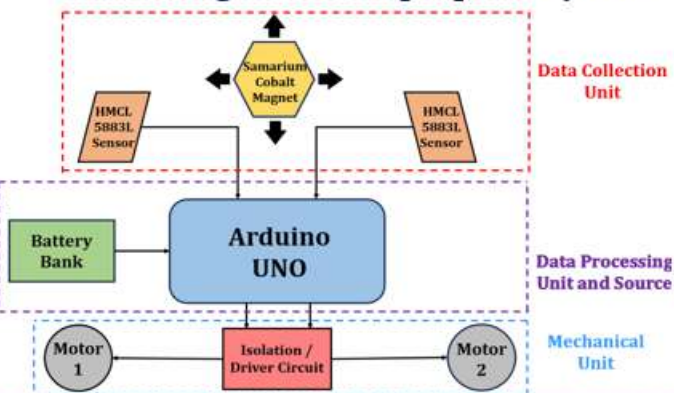 Samarium
Cobalt
Magnet
HMCL
5883L
Sensor
HMCL
5883L
Sensor
Data Collection
Unit
Battery
Bank
Arduino
UNO
Data Processing
Unit and Source
Motor
1
Isolation /
Driver Circuit
Motor
2
Mechanical
Unit